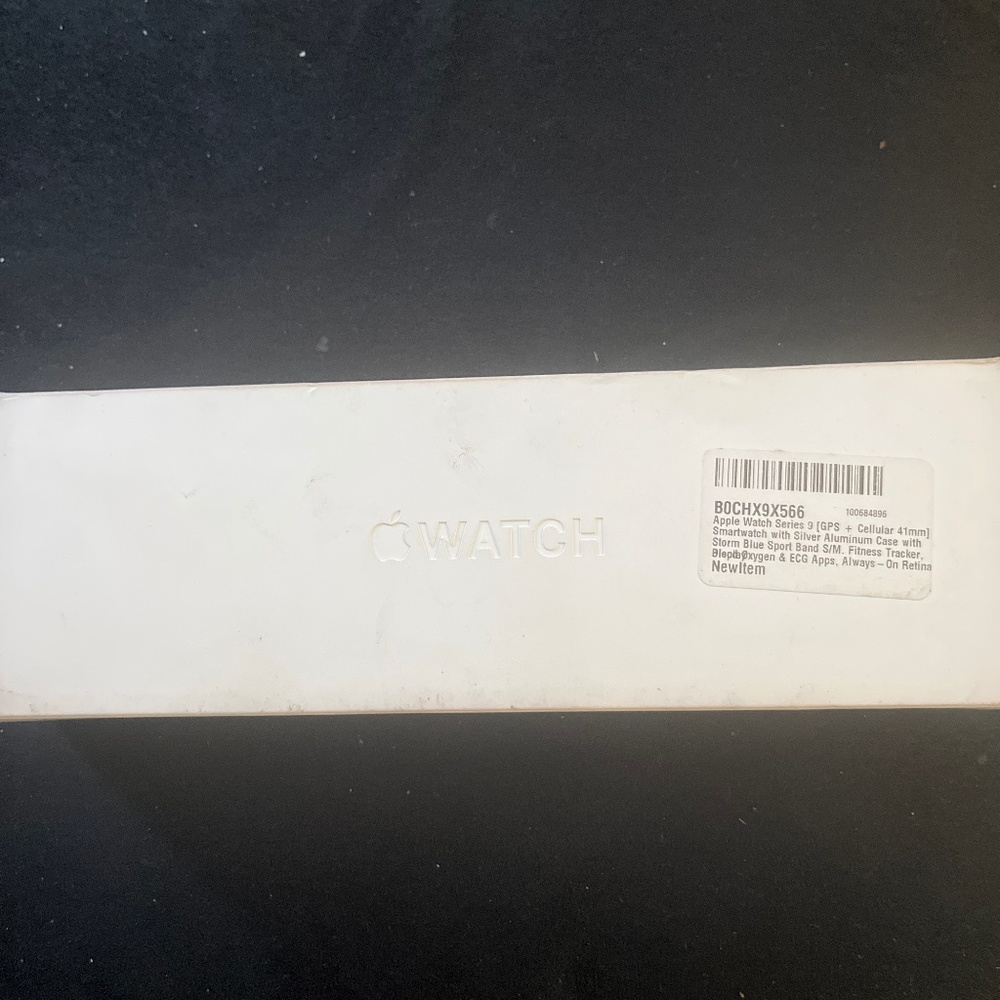 WATCH
B0CHX9X566 100684896
Apple Watch Series 9 [GPS + Cellular 41mm]
Smartwatch with Silver Aluminum Case with
Storm Blue Sport Band S/M. Fitness Tracker,
Oxygen & ECG Apps, Always-On Retina
NewItem